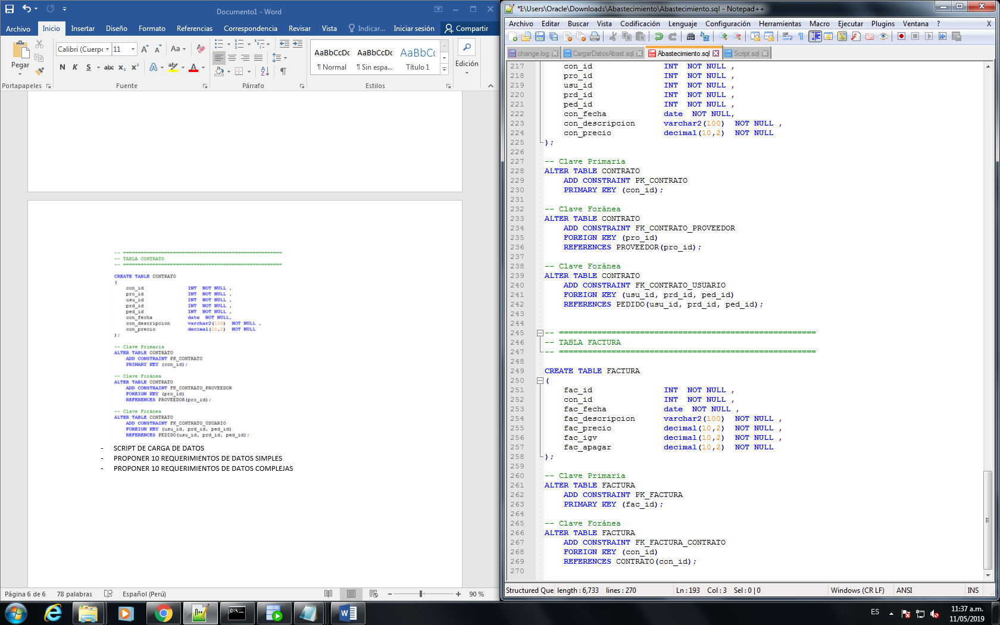 Documento1 - Word
Archivo Inicio Insertar Diseño Formato Referencias Correspondencia Revisar Vista Indicar... Iniciar sesión Compartir
Pegar
Calibri (Cuerpo 11
Aa
N K S abc x₂ x² A ab A
AaBbCcDc AaBbCcDc AaBbCc
¶ Normal ¶ Sin espa... Título 1
Edición
Portapapeles Fuente Párrafo Estilos
-- ======================================================
-- TABLA CONTRATO
-- ======================================================
CREATE TABLE CONTRATO
(
con_id INT NOT NULL ,
pro_id INT NOT NULL ,
usu_id INT NOT NULL ,
prd_id INT NOT NULL ,
ped_id INT NOT NULL ,
con_fecha date NOT NULL,
con_descripcion varchar2(100) NOT NULL ,
con_precio decimal(10,2) NOT NULL
);
-- Clave Primaria
ALTER TABLE CONTRATO
ADD CONSTRAINT PK_CONTRATO
PRIMARY KEY (con_id);
-- Clave Foránea
ALTER TABLE CONTRATO
ADD CONSTRAINT FK_CONTRATO_PROVEEDOR
FOREIGN KEY (pro_id)
REFERENCES PROVEEDOR(pro_id);
-- Clave Foránea
ALTER TABLE CONTRATO
ADD CONSTRAINT FK_CONTRATO_USUARIO
FOREIGN KEY (usu_id, prd_id, ped_id)
REFERENCES PEDIDO(usu_id, prd_id, ped_id);
- SCRIPT DE CARGA DE DATOS
- PROPONER 10 REQUERIMIENTOS DE DATOS SIMPLES
- PROPONER 10 REQUERIMIENTOS DE DATOS COMPLEJAS
Página 6 de 6 78 palabras Español (Perú) 90 %
*I:\Users\Oracle\Downloads\Abastecimiento\Abastecimiento.sql - Notepad++
Archivo Editar Buscar Vista Codificación Lenguaje Configuración Herramientas Macro Ejecutar Plugins Ventana ? X
change.log CargarDatosAbast.sql Abastecimiento.sql Script.sql
217 con_id INT NOT NULL ,
218 pro_id INT NOT NULL ,
219 usu_id INT NOT NULL ,
220 prd_id INT NOT NULL ,
221 ped_id INT NOT NULL ,
222 con_fecha date NOT NULL,
223 con_descripcion varchar2(100) NOT NULL ,
224 con_precio decimal(10,2) NOT NULL
225 );
226
227 -- Clave Primaria
228 ALTER TABLE CONTRATO
229 ADD CONSTRAINT PK_CONTRATO
230 PRIMARY KEY (con_id);
231
232 -- Clave Foránea
233 ALTER TABLE CONTRATO
234 ADD CONSTRAINT FK_CONTRATO_PROVEEDOR
235 FOREIGN KEY (pro_id)
236 REFERENCES PROVEEDOR(pro_id);
237
238 -- Clave Foránea
239 ALTER TABLE CONTRATO
240 ADD CONSTRAINT FK_CONTRATO_USUARIO
241 FOREIGN KEY (usu_id, prd_id, ped_id)
242 REFERENCES PEDIDO(usu_id, prd_id, ped_id);
243
244
245 -- ======================================================
246 -- TABLA FACTURA
247 -- ======================================================
248
249 CREATE TABLE FACTURA
250 (
251 fac_id INT NOT NULL ,
252 con_id INT NOT NULL ,
253 fac_fecha date NOT NULL ,
254 fac_descripcion varchar2(100) NOT NULL ,
255 fac_precio decimal(10,2) NOT NULL ,
256 fac_igv decimal(10,2) NOT NULL ,
257 fac_apagar decimal(10,2) NOT NULL
258 );
259
260 -- Clave Primaria
261 ALTER TABLE FACTURA
262 ADD CONSTRAINT PK_FACTURA
263 PRIMARY KEY (fac_id);
264
265 -- Clave Foránea
266 ALTER TABLE FACTURA
267 ADD CONSTRAINT FK_FACTURA_CONTRATO
268 FOREIGN KEY (con_id)
269 REFERENCES CONTRATO(con_id);
270
Structured Que length : 6,733 lines : 270 Ln : 193 Col : 3 Sel : 0 | 0 Windows (CR LF) ANSI INS
ES
11:37 a.m.
11/05/2019